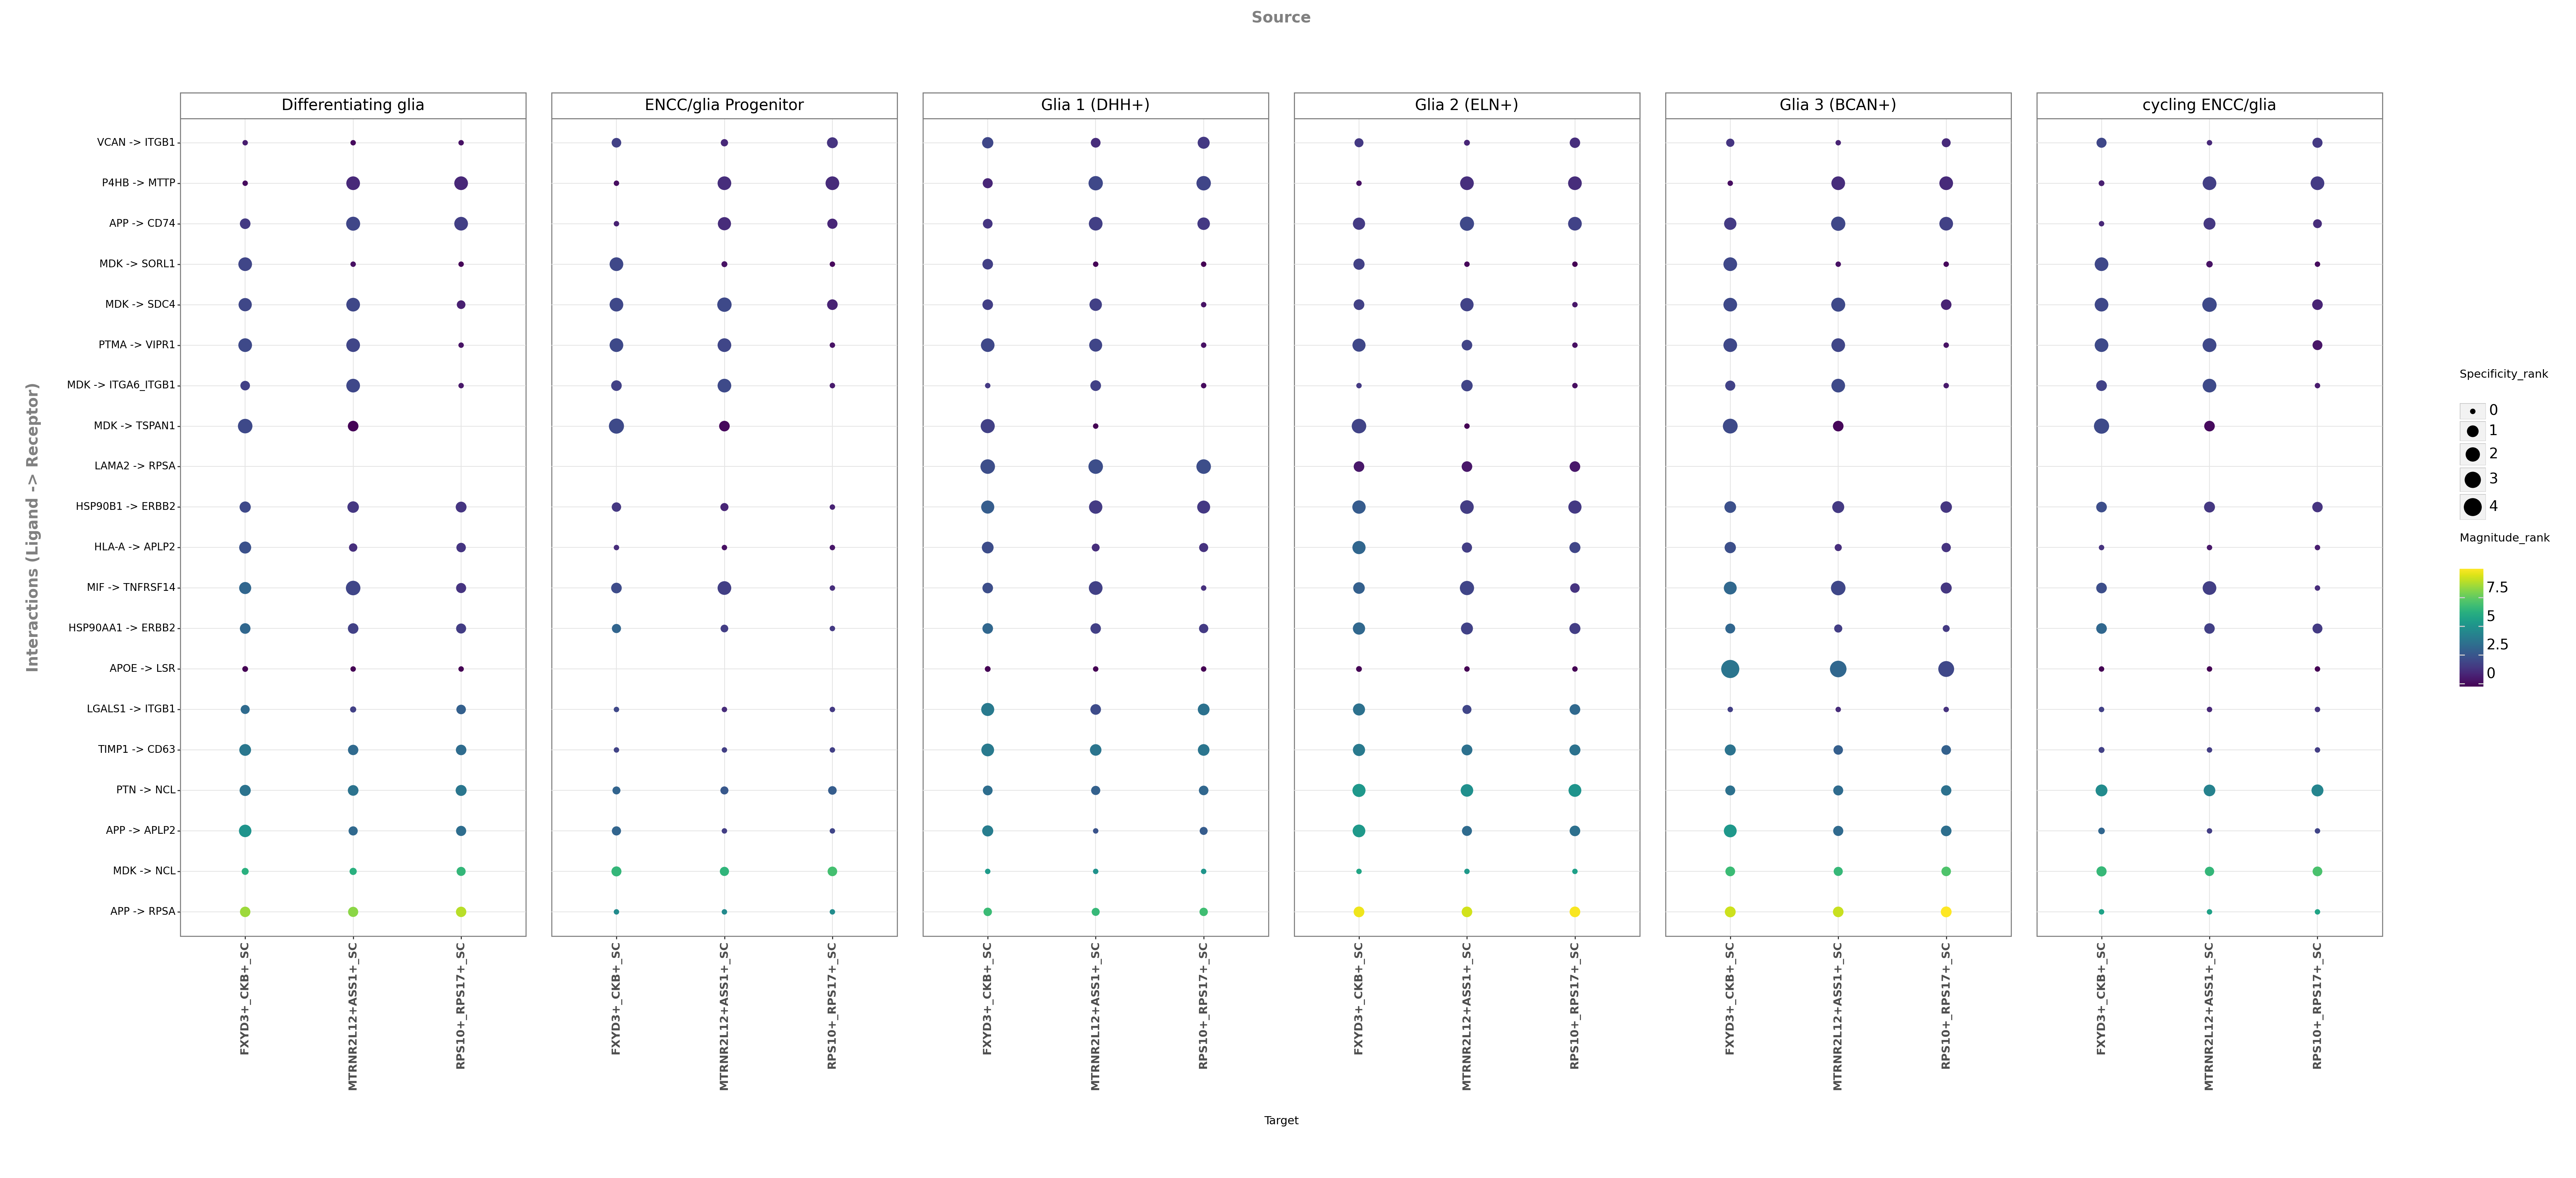 Source
Differentiating glia
ENCC/glia Progenitor
Glia 1 (DHH+)
Glia 2 (ELN+)
Glia 3 (BCAN+)
cycling ENCC/glia
Interactions (Ligand -> Receptor)
VCAN -> ITGB1
P4HB -> MTTP
APP -> CD74
MDK -> SORL1
MDK -> SDC4
PTMA -> VIPR1
MDK -> ITGA6_ITGB1
MDK -> TSPAN1
LAMA2 -> RPSA
HSP90B1 -> ERBB2
HLA-A -> APLP2
MIF -> TNFRSF14
HSP90AA1 -> ERBB2
APOE -> LSR
LGALS1 -> ITGB1
TIMP1 -> CD63
PTN -> NCL
APP -> APLP2
MDK -> NCL
APP -> RPSA
FXYD3+_CKB+_SC
MTRNR2L12+ASS1+_SC
RPS10+_RPS17+_SC
FXYD3+_CKB+_SC
MTRNR2L12+ASS1+_SC
RPS10+_RPS17+_SC
FXYD3+_CKB+_SC
MTRNR2L12+ASS1+_SC
RPS10+_RPS17+_SC
FXYD3+_CKB+_SC
MTRNR2L12+ASS1+_SC
RPS10+_RPS17+_SC
FXYD3+_CKB+_SC
MTRNR2L12+ASS1+_SC
RPS10+_RPS17+_SC
FXYD3+_CKB+_SC
MTRNR2L12+ASS1+_SC
RPS10+_RPS17+_SC
Target
Specificity_rank
0
1
2
3
4
Magnitude_rank
7.5
5
2.5
0